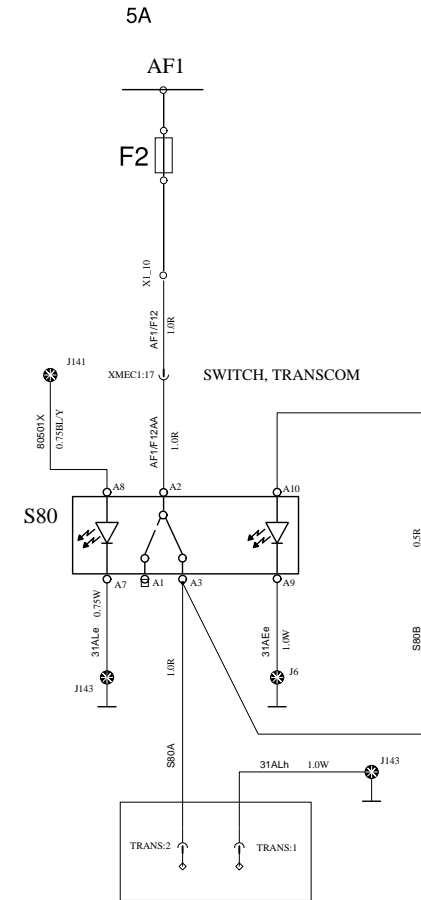 5A
AF1
F2
X1_10
AF1/F12
1.0R
J141
XMEC1:17
SWITCH, TRANSCOM
80501X
0.75BL/Y
AF1/F12AA
1.0R
A8
A2
A10
S80
A7
A1
A3
A9
31ALe
0.75W
31AEe
1.0W
0.5R
S80B
J143
J6
1.0R
S80A
31ALh 1.0W
J143
TRANS:2
TRANS:1